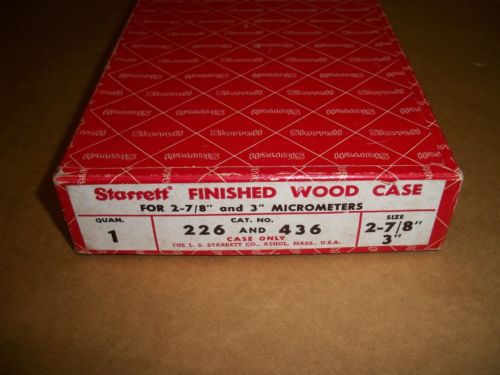 Starrett FINISHED WOOD CASE
FOR 2-7/8" and 3" MICROMETERS
QUAN. CAT. NO. SIZE
1 226 AND 436 2-7/8"
CASE ONLY 3"
THE L. S. STARRETT CO., ATHOL, MASS., U.S.A.